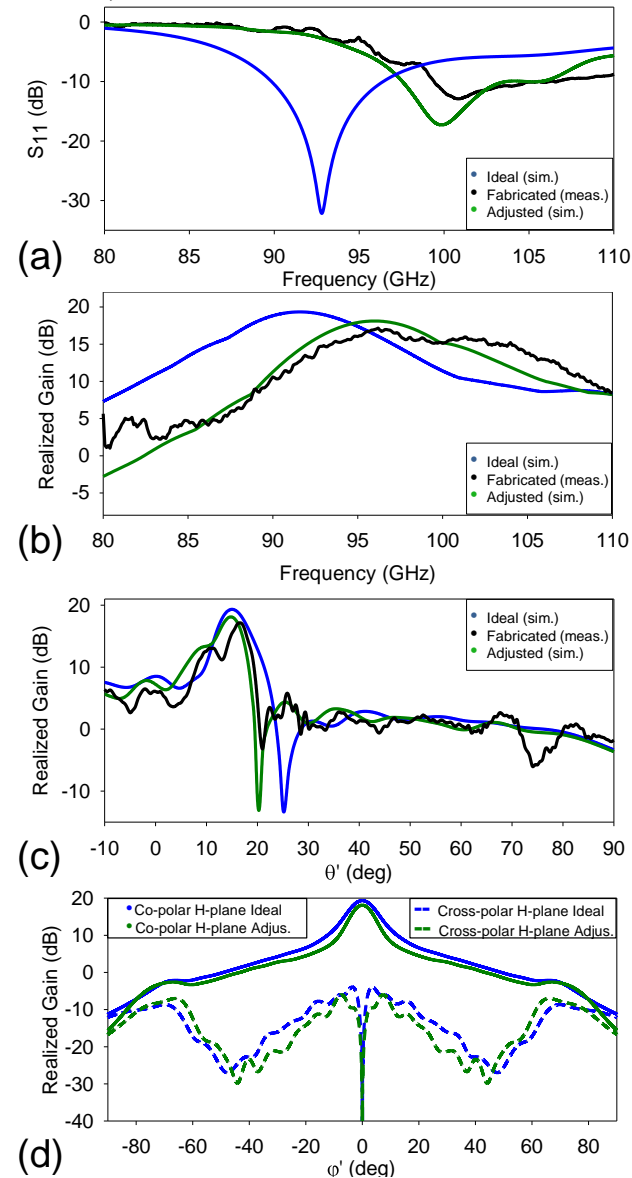 0
-10
-20
-30
S11 (dB)
Ideal (sim.)
Fabricated (meas.)
Adjusted (sim.)
80 85 90 95 100 105 110
(a) Frequency (GHz)
20
15
10
5
0
-5
Realized Gain (dB)
Ideal (sim.)
Fabricated (meas.)
Adjusted (sim.)
(b) 80 85 90 95 100 105 110
Frequency (GHz)
20
10
0
-10
Realized Gain (dB)
Ideal (sim.)
Fabricated (meas.)
Adjusted (sim.)
(c) -10 0 10 20 30 40 50 60 70 80 90
θ' (deg)
20
10
0
-10
-20
-30
-40
Realized Gain (dB)
Co-polar H-plane Ideal
Co-polar H-plane Adjus.
Cross-polar H-plane Ideal
Cross-polar H-plane Adjus.
-80 -60 -40 -20 0 20 40 60 80
(d) φ' (deg)